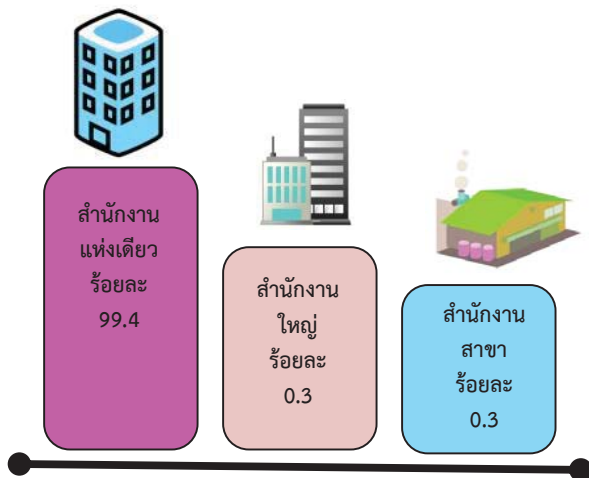 สำนักงาน
แห่งเดียว
ร้อยละ
99.4
สำนักงาน
ใหญ่
ร้อยละ
0.3
สำนักงาน
สาขา
ร้อยละ
0.3